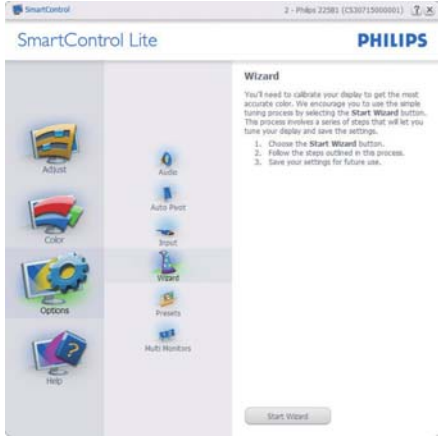 SmartControl
2 - Philips 225B1 (CS30715000001)
? X
SmartControl Lite
PHILIPS
Adjust
Color
Options
Help
Audio
Auto Pivot
Input
Wizard
Presets
Multi Monitors
Wizard
You'll need to calibrate your display to get the most
accurate color. We encourage you to use the simple
tuning process by selecting the Start Wizard button.
This process involves a series of steps that will let you
tune your display and save the settings.
1. Choose the Start Wizard button.
2. Follow the steps outlined in this process.
3. Save your settings for future use.
Start Wizard